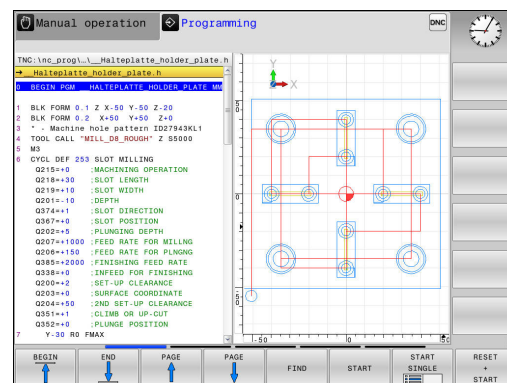 Manual operation
Programming
DNC
TNC:\nc_prog\…\__Halteplatte_holder_plate.h
→__Halteplatte_holder_plate.h
0 BEGIN PGM __HALTEPLATTE_HOLDER_PLATE MM
1 BLK FORM 0.1 Z X-50 Y-50 Z-20
2 BLK FORM 0.2 X+50 Y+50 Z+0
3 * - Machine hole pattern ID27943KL1
4 TOOL CALL "MILL_D8_ROUGH" Z S5000
5 M3
6 CYCL DEF 253 SLOT MILLING
Q215=+0 ;MACHINING OPERATION
Q218=+30 ;SLOT LENGTH
Q219=+10 ;SLOT WIDTH
Q201=-10 ;DEPTH
Q374=+1 ;SLOT DIRECTION
Q367=+0 ;SLOT POSITION
Q202=+5 ;PLUNGING DEPTH
Q207=+1000 ;FEED RATE FOR MILLNG
Q206=+150 ;FEED RATE FOR PLNGNG
Q385=+2000 ;FINISHING FEED RATE
Q338=+0 ;INFEED FOR FINISHING
Q200=+2 ;SET-UP CLEARANCE
Q203=+0 ;SURFACE COORDINATE
Q204=+50 ;2ND SET-UP CLEARANCE
Q351=+1 ;CLIMB OR UP-CUT
Q352=+0 ;PLUNGE POSITION
7 Y-30 R0 FMAX
Y
X
50
0
-50
-50
0
50
BEGIN
END
PAGE
PAGE
FIND
START
START
SINGLE
RESET
+
START